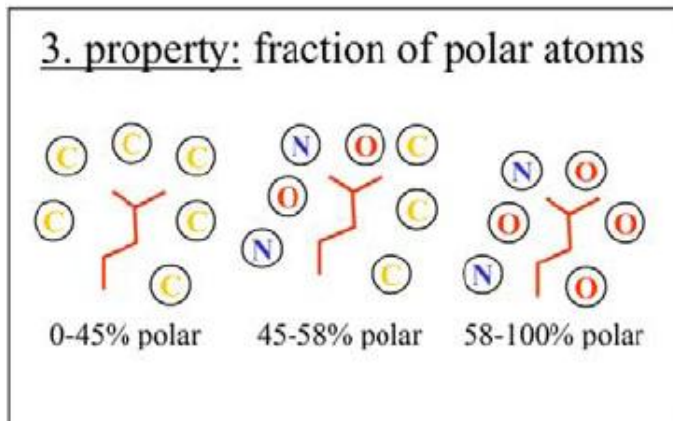 3. property: fraction of polar atoms
C C C C C C
N O C O C N C
N O O O N O
0-45% polar 45-58% polar 58-100% polar